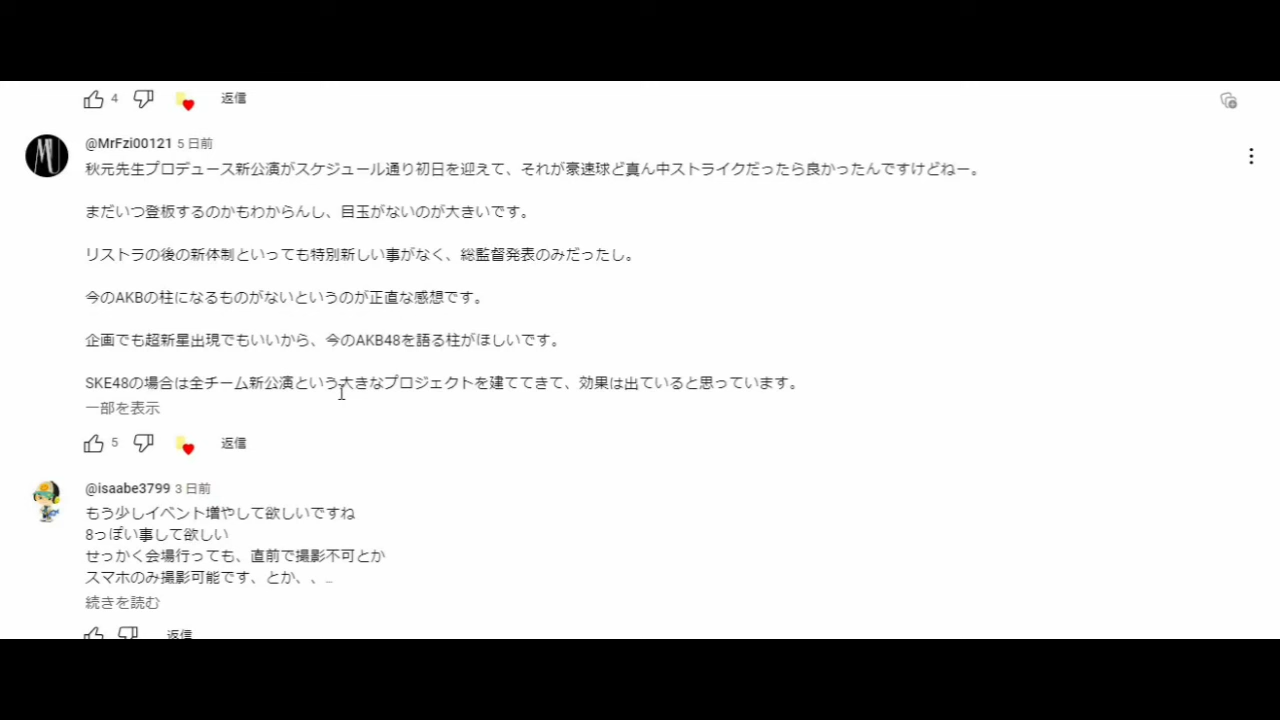 4 返信
@MrFzi00121 5 日前
秋元先生プロデュース新公演がスケジュール通り初日を迎えて、それが豪速球ど真ん中ストライクだったら良かったんですけどねー。
まだいつ登板するのかもわからんし、目玉がないのが大きいです。
リストラの後の新体制といっても特別新しい事がなく、総監督発表のみだったし。
今のAKBの柱になるものがないというのが正直な感想です。
企画でも超新星出現でもいいから、今のAKB48を語る柱がほしいです。
SKE48の場合は全チーム新公演という大きなプロジェクトを建ててきて、効果は出ていると思っています。
一部を表示
5 返信
@isaabe3799 3 日前
もう少しイベント増やして欲しいですね
8っぽい事して欲しい
せっかく会場行っても、直前で撮影不可とか
スマホのみ撮影可能です、とか、、...
続きを読む
返信